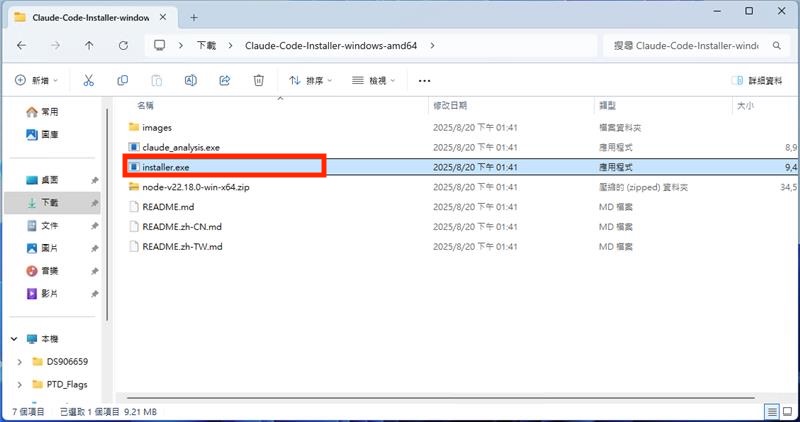 Claude-Code-Installer-window
下載 Claude-Code-Installer-windows-amd64
搜尋 Claude-Code-Installer-wind
新增 排序 檢視 詳細資料
名稱 修改日期 類型 大小
常用
圖庫
桌面
下載
文件
圖片
音樂
影片
本機
DS906659
PTD_Flags
images 2025/8/20 下午 01:41 檔案資料夾
claude_analysis.exe 2025/8/20 下午 01:41 應用程式 8,9
installer.exe 2025/8/20 下午 01:41 應用程式 9,4
node-v22.18.0-win-x64.zip 2025/8/20 下午 01:41 壓縮的 (zipped) 資料夾 34,5
README.md 2025/8/20 下午 01:41 MD 檔案
README.zh-CN.md 2025/8/20 下午 01:41 MD 檔案
README.zh-TW.md 2025/8/20 下午 01:41 MD 檔案
7 個項目 已選取 1 個項目 9.21 MB